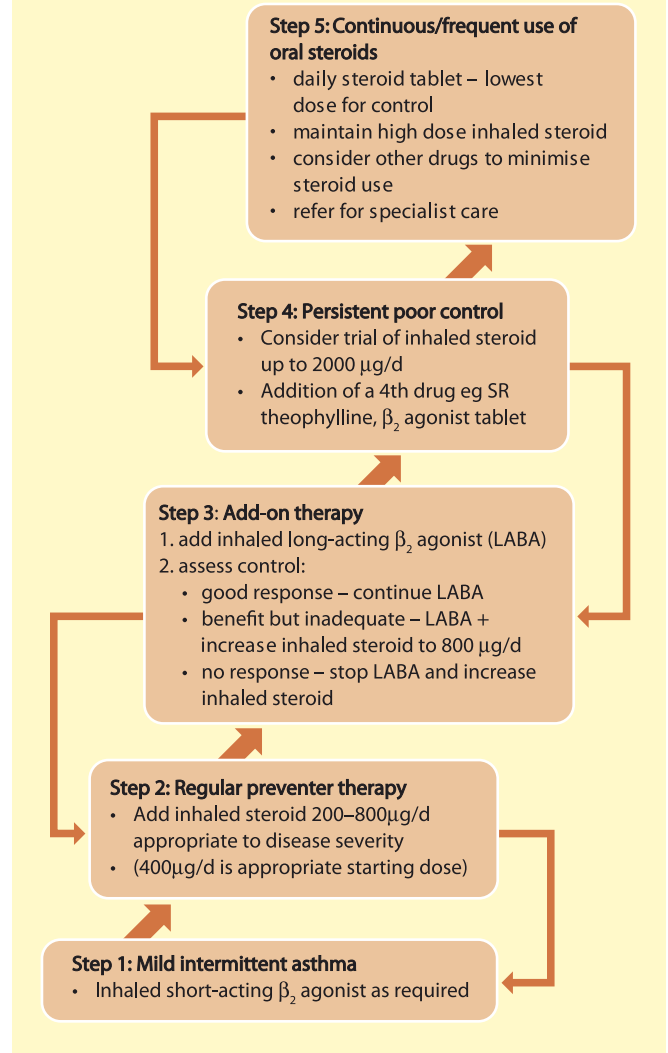 Step 5: Continuous/frequent use of
oral steroids
• daily steroid tablet – lowest
dose for control
• maintain high dose inhaled steroid
• consider other drugs to minimise
steroid use
• refer for specialist care
Step 4: Persistent poor control
• Consider trial of inhaled steroid
up to 2000 µg/d
• Addition of a 4th drug eg SR
theophylline, β₂ agonist tablet
Step 3: Add-on therapy
1. add inhaled long-acting β₂ agonist (LABA)
2. assess control:
• good response – continue LABA
• benefit but inadequate – LABA +
increase inhaled steroid to 800 µg/d
• no response – stop LABA and increase
inhaled steroid
Step 2: Regular preventer therapy
• Add inhaled steroid 200–800µg/d
appropriate to disease severity
• (400µg/d is appropriate starting dose)
Step 1: Mild intermittent asthma
• Inhaled short-acting β₂ agonist as required